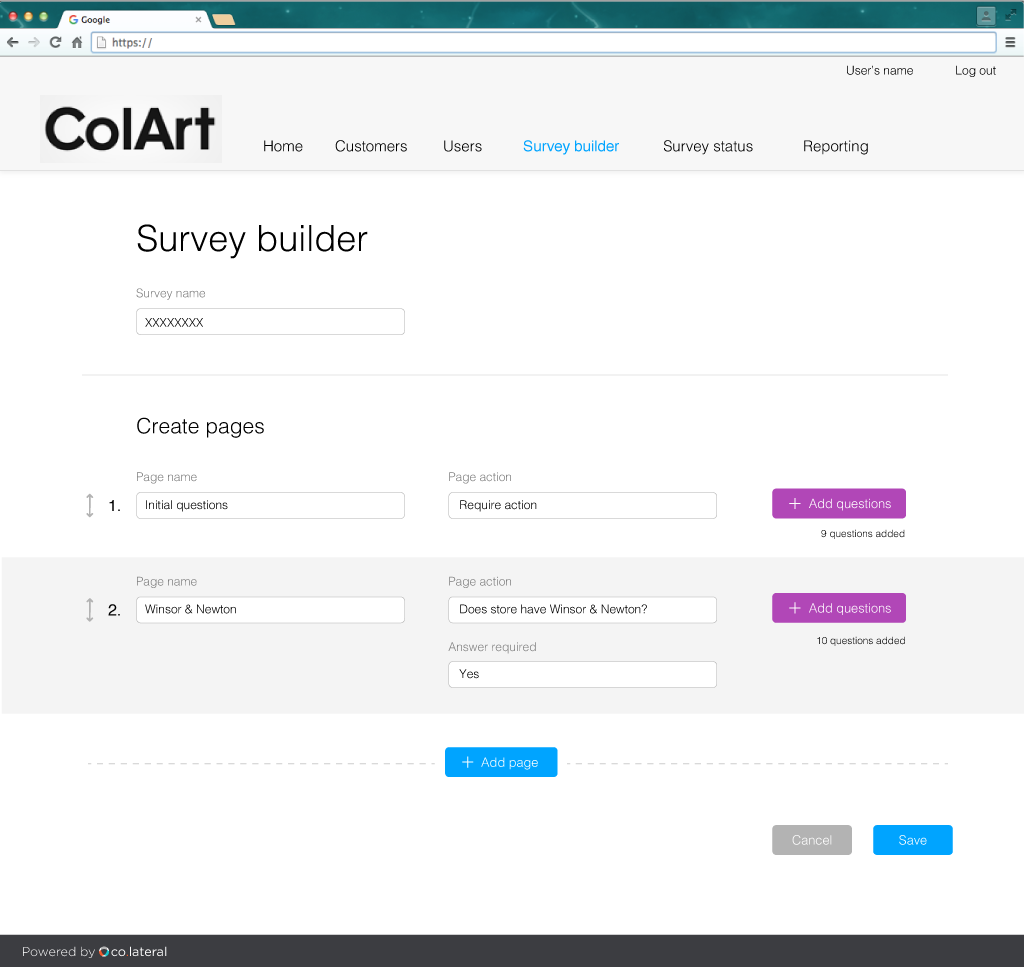 Google
https://
User's name Log out
ColArt
Home Customers Users Survey builder Survey status Reporting
Survey builder
Survey name
XXXXXXXX
Create pages
Page name Page action
1. Initial questions Require action + Add questions
9 questions added
Page name Page action
2. Winsor & Newton Does store have Winsor & Newton? + Add questions
10 questions added
Answer required
Yes
+ Add page
Cancel Save
Powered by co.lateral